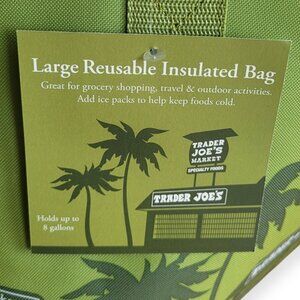 Large Reusable Insulated Bag
Great for grocery shopping, travel & outdoor activities.
Add ice packs to help keep foods cold.
TRADER
JOE'S
MARKET
SPECIALTY FOODS
TRADER JOE'S
Holds up to
8 gallons